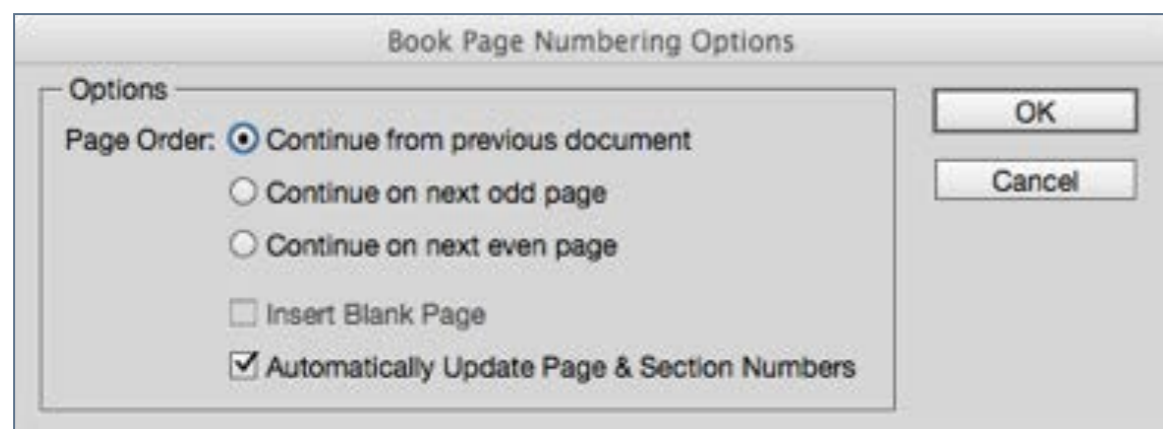 Book Page Numbering Options
Options
Page Order: Continue from previous document
Continue on next odd page
Continue on next even page
Insert Blank Page
Automatically Update Page & Section Numbers
OK
Cancel